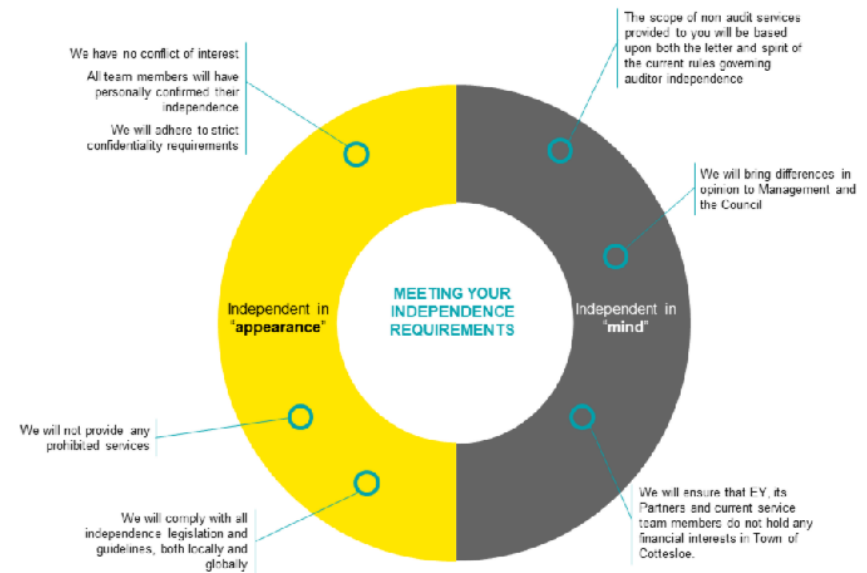 We have no conflict of interest
All team members will have
personally confirmed their
independence
We will adhere to strict
confidentiality requirements
The scope of non audit services
provided to you will be based
upon both the letter and spirit of
the current rules governing
auditor independence
We will bring differences in
opinion to Management and
the Council
Independent in
"appearance"
MEETING YOUR
INDEPENDENCE
REQUIREMENTS
Independent in
"mind"
We will not provide any
prohibited services
We will comply with all
independence legislation and
guidelines, both locally and
globally
We will ensure that EY, its
Partners and current service
team members do not hold any
financial interests in Town of
Cottesloe.